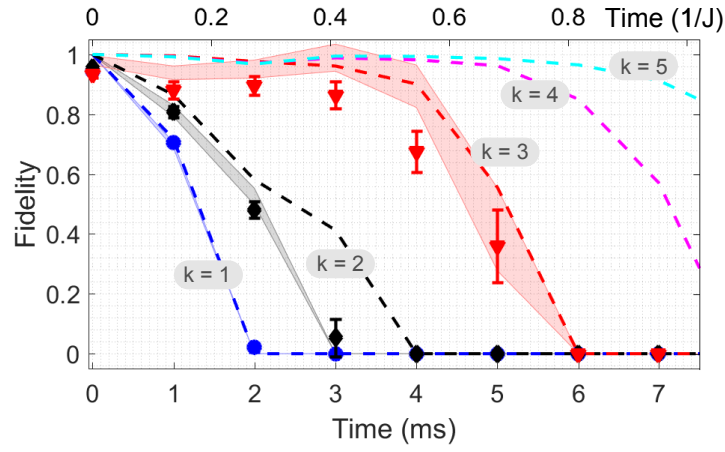 0 0.2 0.4 0.6 0.8 Time (1/J)
1
0.8
0.6
0.4
0.2
0
Fidelity
k = 5
k = 4
k = 3
k = 2
k = 1
0 1 2 3 4 5 6 7
Time (ms)